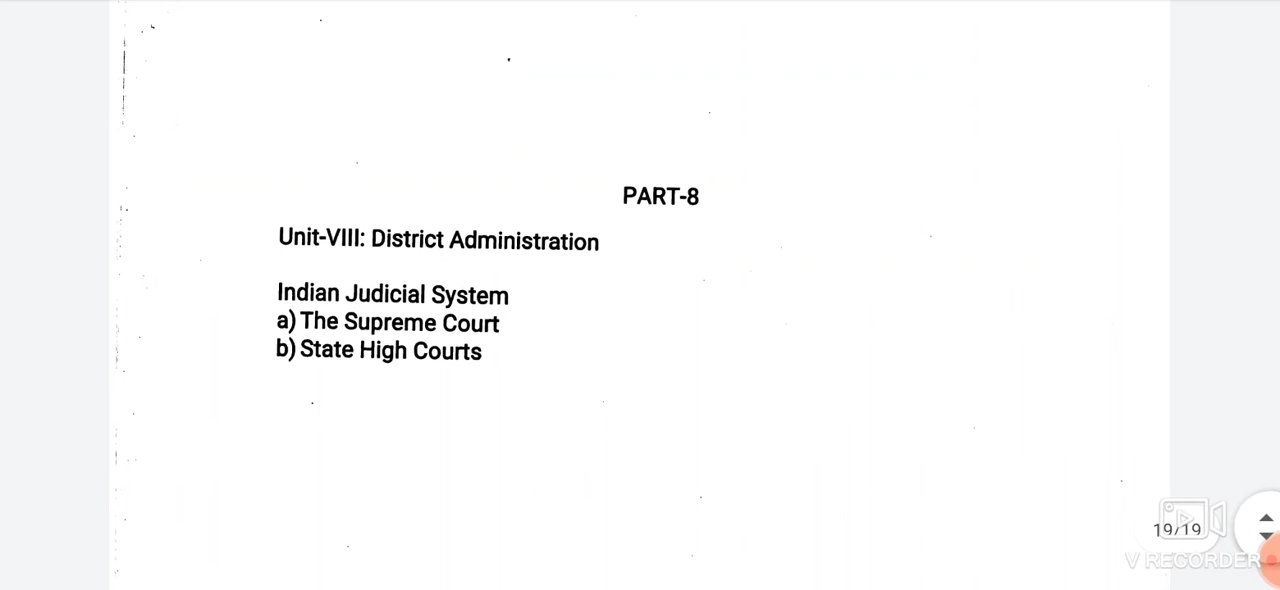 PART-8
Unit-VIII: District Administration
Indian Judicial System
a) The Supreme Court
b) State High Courts
19/19
V RECORDER